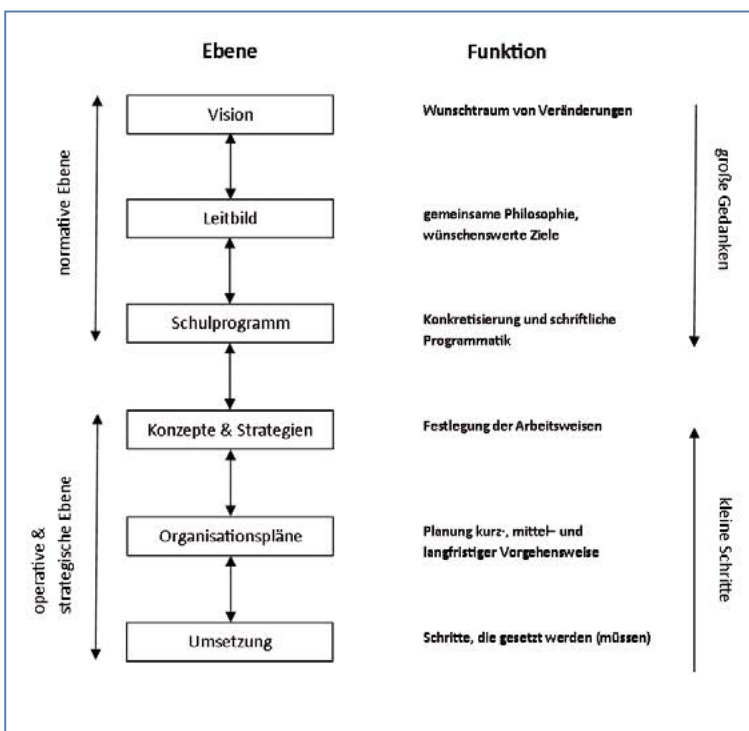 Ebene
Funktion
normative Ebene
Vision
Wunschtraum von Veränderungen
große Gedanken
Leitbild
gemeinsame Philosophie,
wünschenswerte Ziele
Schulprogramm
Konkretisierung und schriftliche
Programmatik
operative &
strategische Ebene
Konzepte & Strategien
Festlegung der Arbeitsweisen
kleine Schritte
Organisationspläne
Planung kurz-, mittel– und
langfristiger Vorgehensweise
Umsetzung
Schritte, die gesetzt werden (müssen)